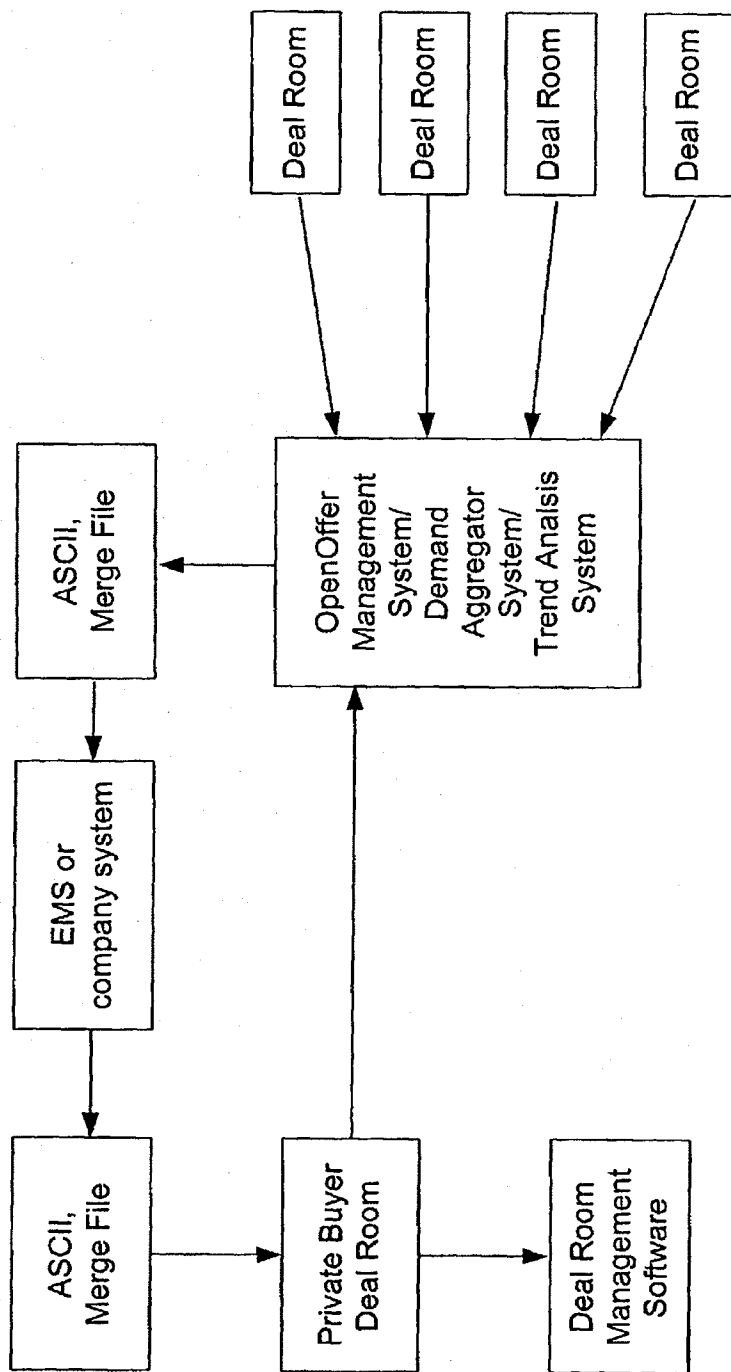 ASCII,
Merge File
EMS or
company system
ASCII,
Merge File
Private Buyer
Deal Room
OpenOffer
Management
System/
Demand
Aggregator
System/
Trend Analsis
System
Deal Room
Deal Room
Deal Room
Deal Room
Deal Room
Management
Software